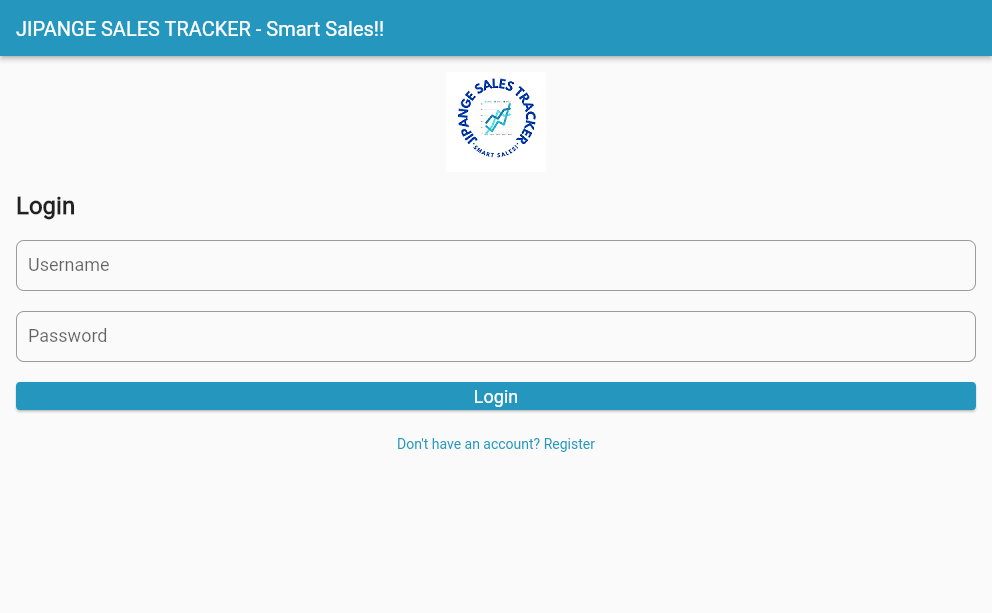 JIPANGE SALES TRACKER - Smart Sales!!
JIPANGE SALES TRACKER
SMART SALES!
Login
Username
Password
Login
Don't have an account? Register